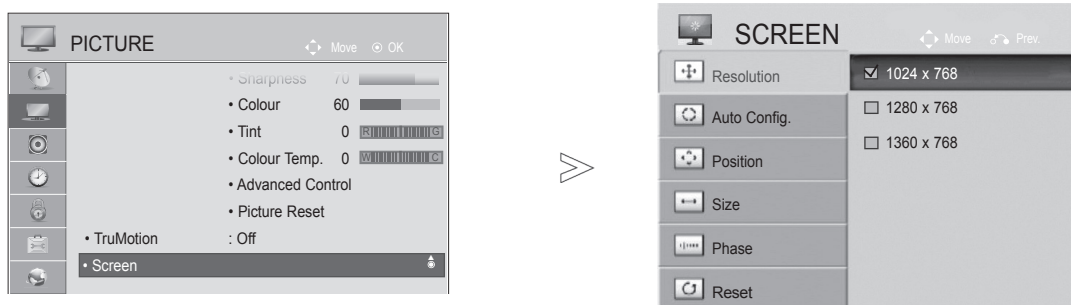 PICTURE
Move OK
• Sharpness 70
• Colour 60
• Tint 0 R G
• Colour Temp. 0 W C
• Advanced Control
• Picture Reset
• TruMotion : Off
• Screen
SCREEN
Move Prev.
Resolution
Auto Config.
Position
Size
Phase
Reset
1024 x 768
1280 x 768
1360 x 768